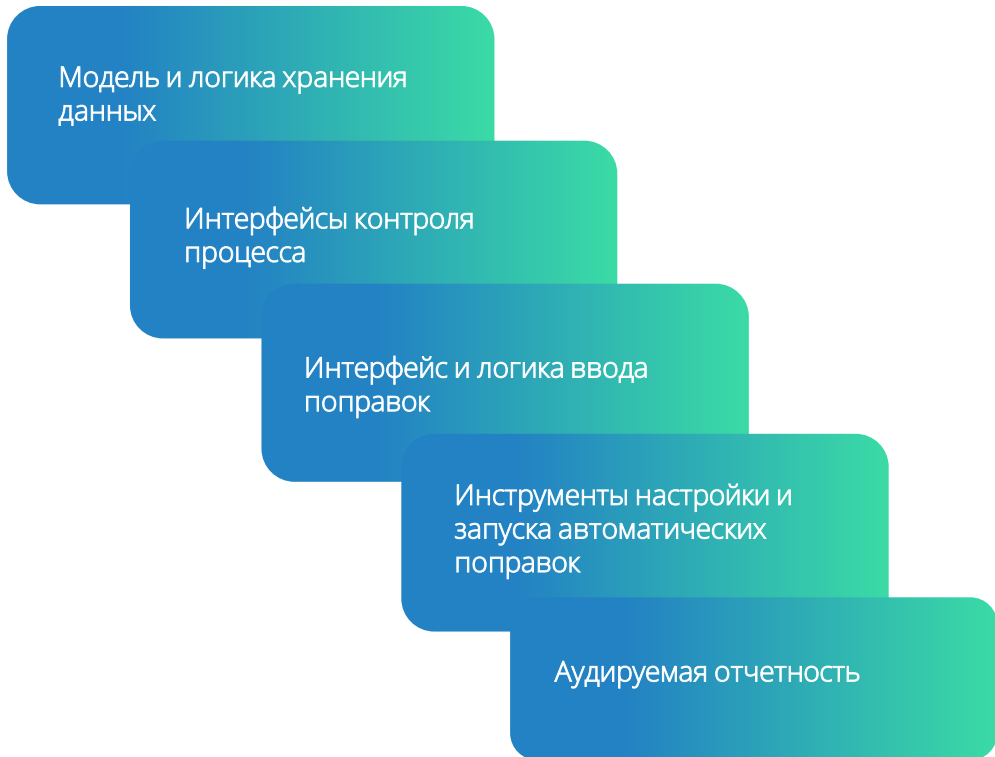 Модель и логика хранения
данных
Интерфейсы контроля
процесса
Интерфейс и логика ввода
поправок
Инструменты настройки и
запуска автоматических
поправок
Аудируемая отчетность